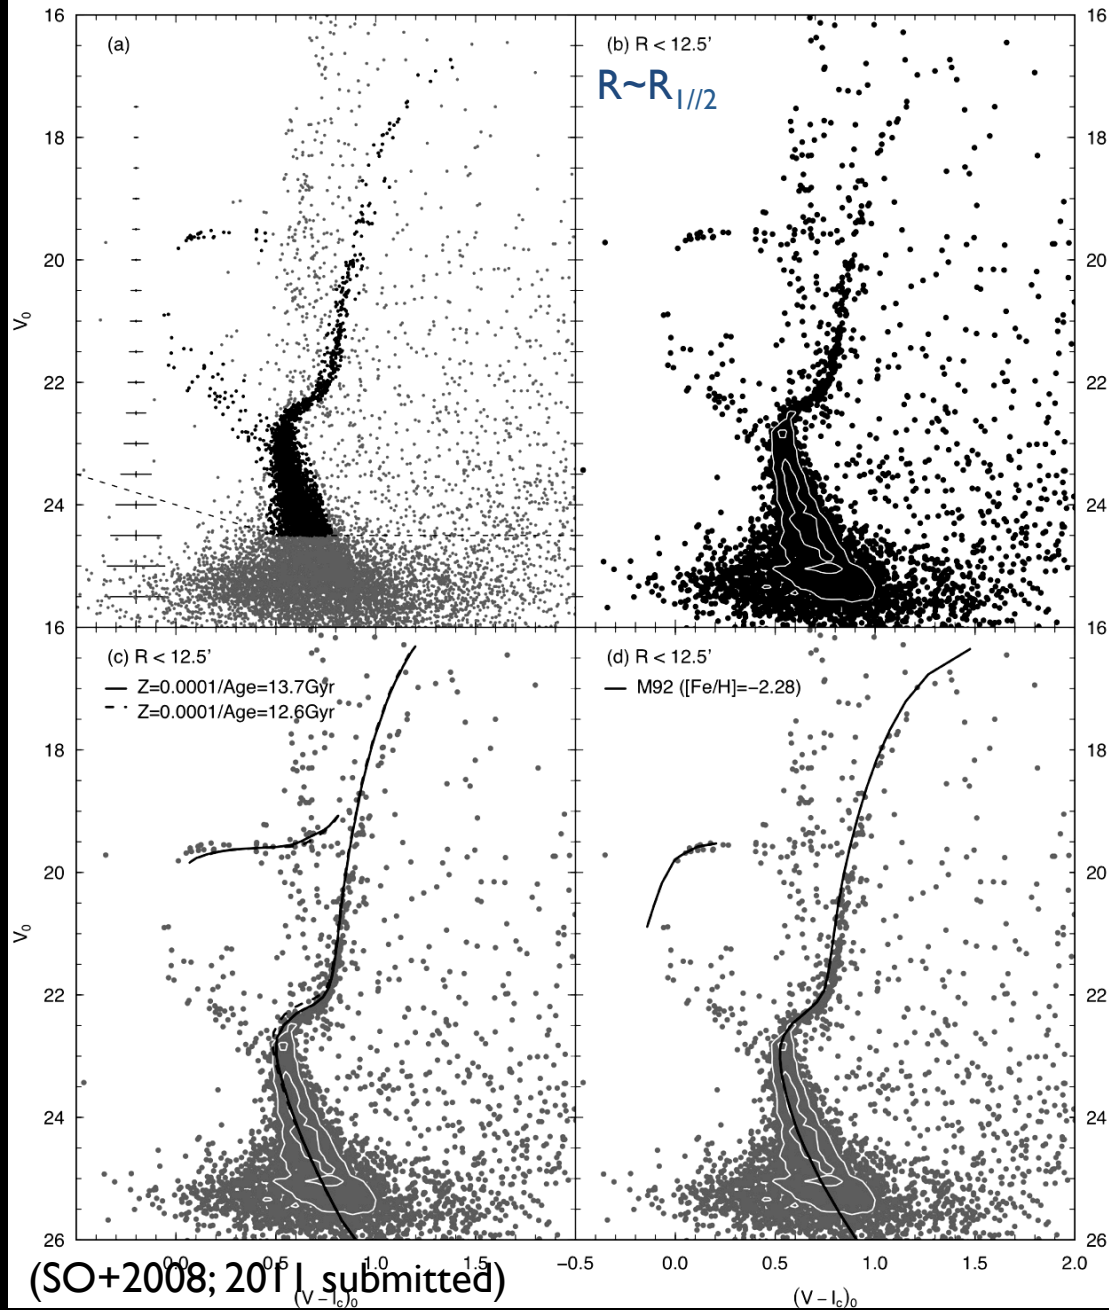 16
16
(a)
(b) R < 12.5'
R~R1//2
18
18
20
20
V0
22
22
24
24
16
16
(c) R < 12.5'
(d) R < 12.5'
Z=0.0001/Age=13.7Gyr
M92 ([Fe/H]=−2.28)
Z=0.0001/Age=12.6Gyr
18
18
20
20
V0
22
22
24
24
26
26
0.0 1.0 1.5 −0.5 0.0 0.5 1.0 1.5 2.0
(SO+2008; 2011 submitted)
(V − Ic)0 (V − Ic)0